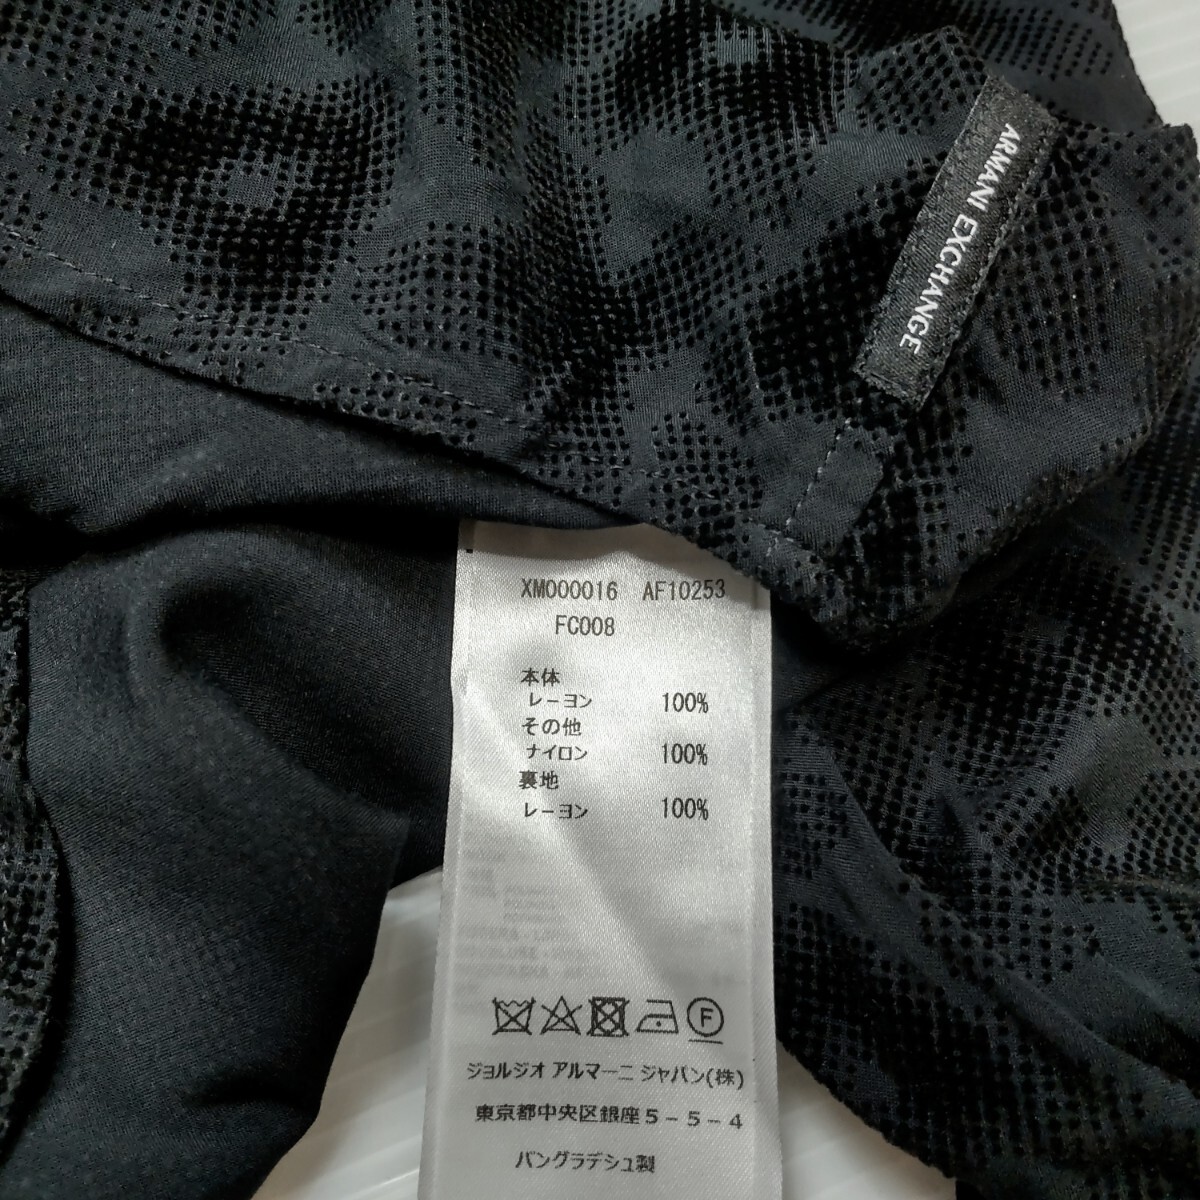 ARMANI EXCHANGE
XM000016 AF10253
FC008
本体
レーヨン 100%
その他
ナイロン 100%
裏地
レーヨン 100%
F
ジョルジオ アルマーニ ジャパン(株)
東京都中央区銀座５－５－４
バングラデシュ製